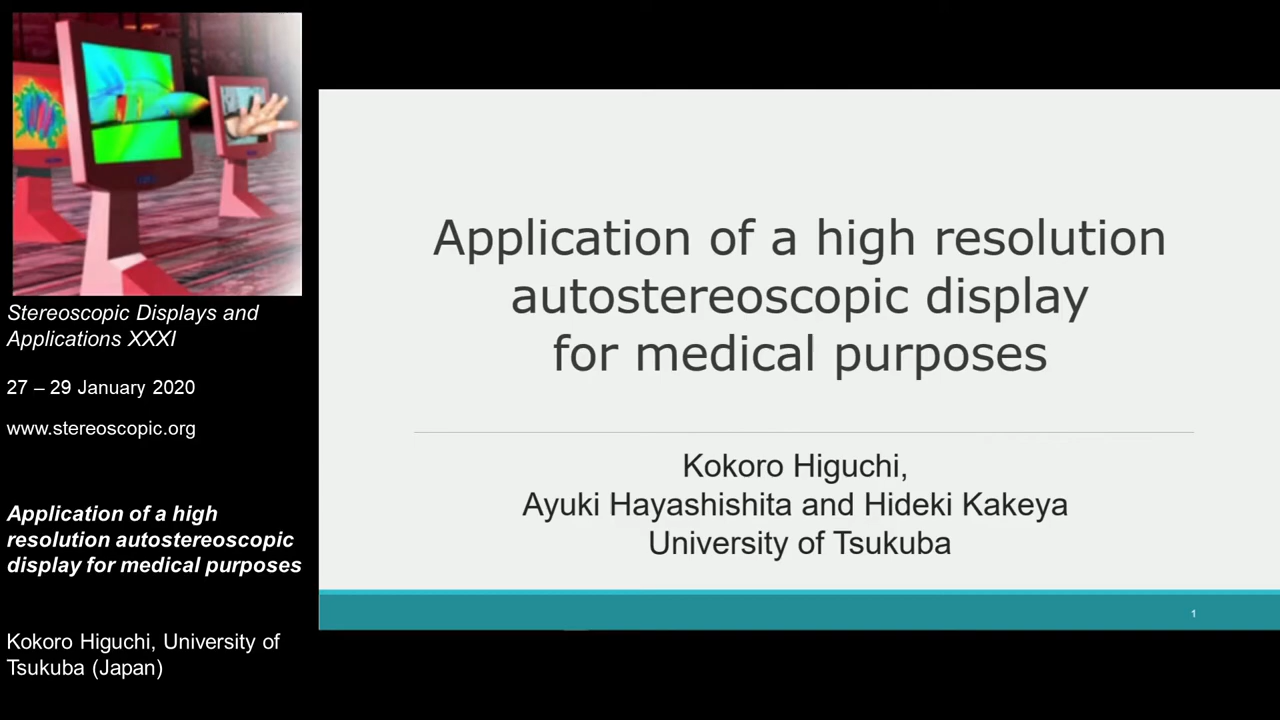 Stereoscopic Displays and
Applications XXXI
27 – 29 January 2020
www.stereoscopic.org
Application of a high
resolution autostereoscopic
display for medical purposes
Kokoro Higuchi, University of
Tsukuba (Japan)
Application of a high resolution
autostereoscopic display
for medical purposes
Kokoro Higuchi,
Ayuki Hayashishita and Hideki Kakeya
University of Tsukuba
1